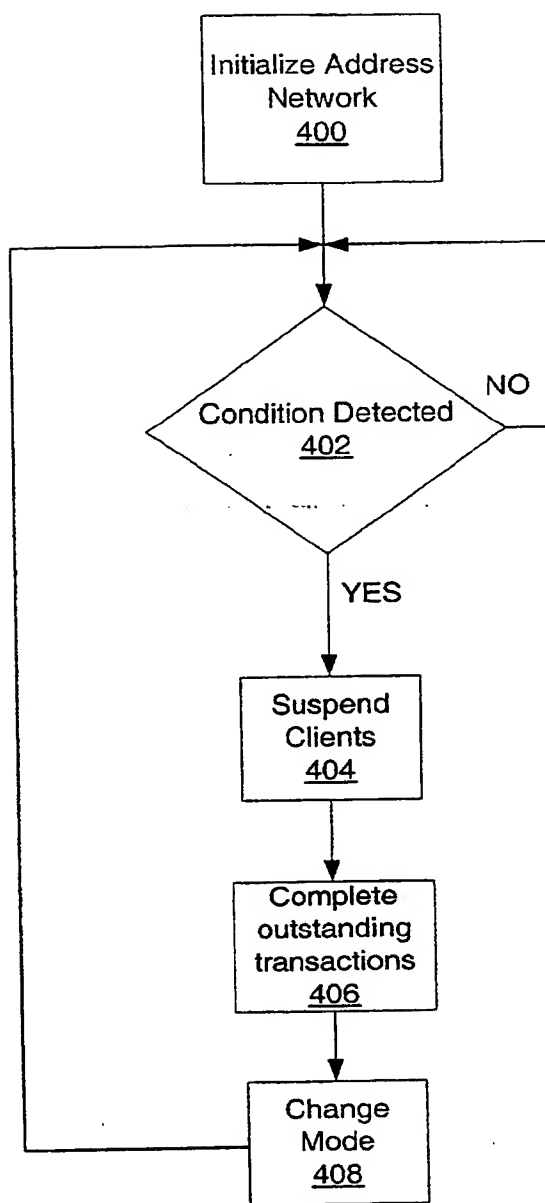 Initialize Address
Network
400
Condition Detected
402
NO
YES
Suspend
Clients
404
Complete
outstanding
transactions
406
Change
Mode
408